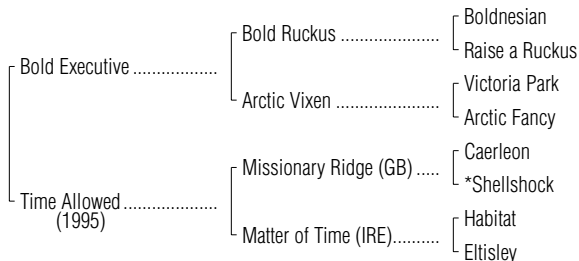 Boldnesian
Bold Ruckus ....................
Raise a Ruckus
Bold Executive .................
Victoria Park
Arctic Vixen .....................
Arctic Fancy
Caerleon
Missionary Ridge (GB) .....
*Shellshock
Time Allowed...................
(1995)
Habitat
Matter of Time (IRE)..........
Eltisley